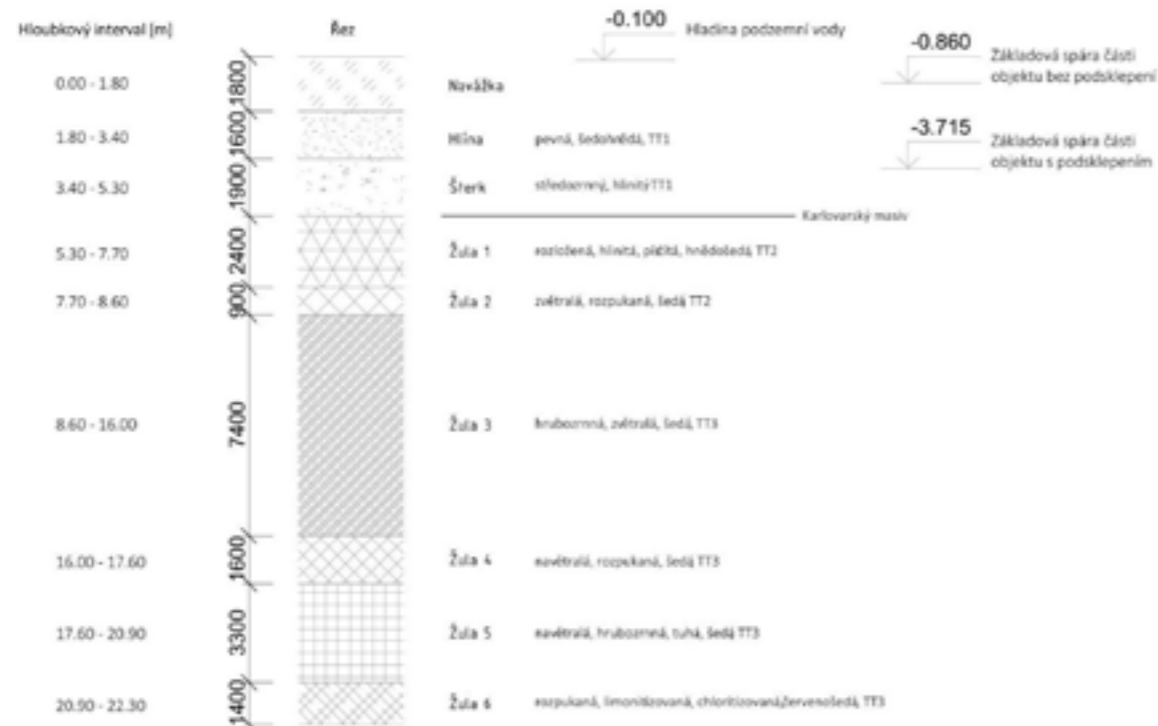 Hloubkový interval [m]
Řez
-0.100
Hladina podzemní vody
-0.860
Základová spára části
objektu bez podsklepení
0.00 - 1.80
1800
Navážka
-3.715
Základová spára části
objektu s podsklepením
1.80 - 3.40
1600
Hlína
pevná, šedohnědá, TT1
3.40 - 5.30
1900
Šterk
středozrnný, hlinitý TT1
Karlovarský masiv
5.30 - 7.70
2400
Žula 1
rozložená, hlinitá, písčitá, hnědošedá, TT2
7.70 - 8.60
900
Žula 2
zvětralá, rozpukaná, šedá TT2
8.60 - 16.00
7400
Žula 3
hrubozrnná, zvětralá, šedá, TT3
16.00 - 17.60
1600
Žula 4
navětralá, rozpukaná, šedá TT3
17.60 - 20.90
3300
Žula 5
navětralá, hrubozrnná, tuhá, šedá TT3
20.90 - 22.30
1400
Žula 6
rozpukaná, limonitizovaná, chloritizovaná,červenošedá, TT3